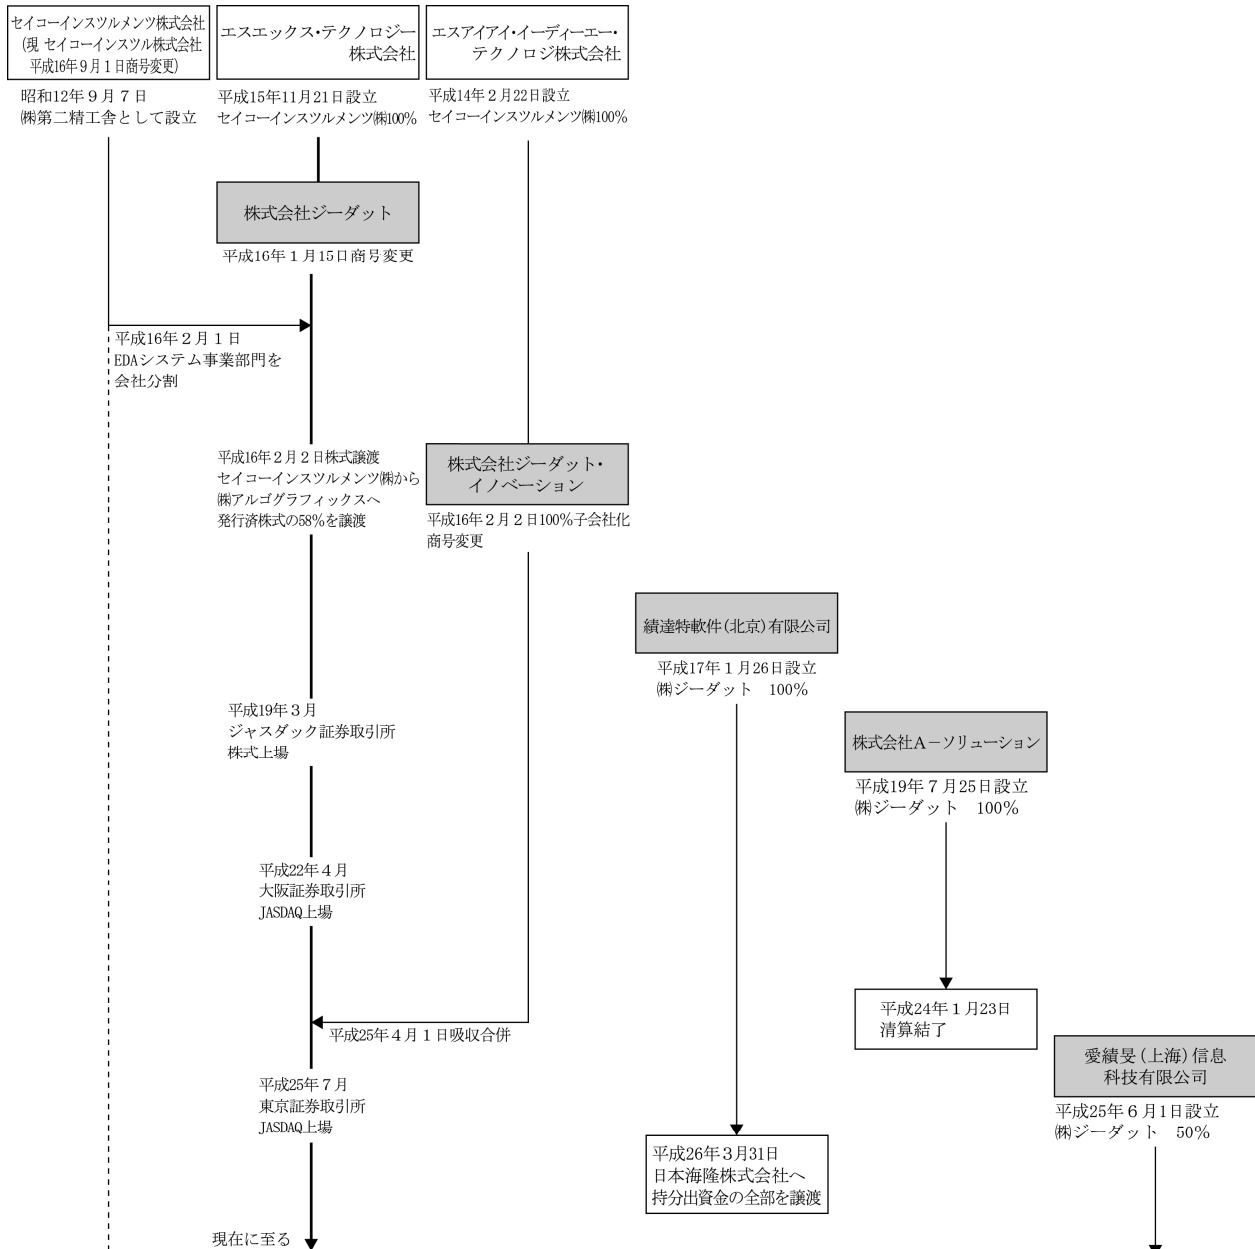 セイコーインスツルメンツ株式会社
(現 セイコーインスツル株式会社
平成16年9月1日商号変更)
昭和12年9月7日
㈱第二精工舎として設立
エスエックス・テクノロジー
株式会社
平成15年11月21日設立
セイコーインスツルメンツ㈱100%
エスアイアイ・イーディーエー・
テクノロジ株式会社
平成14年2月22日設立
セイコーインスツルメンツ㈱100%
株式会社ジーダット
平成16年1月15日商号変更
平成16年2月1日
EDAシステム事業部門を
会社分割
平成16年2月2日株式譲渡
セイコーインスツルメンツ㈱から
㈱アルゴグラフィックスへ
発行済株式の58%を譲渡
株式会社ジーダット・
イノベーション
平成16年2月2日100%子会社化
商号変更
績達特軟件(北京)有限公司
平成17年1月26日設立
㈱ジーダット 100%
平成19年3月
ジャスダック証券取引所
株式上場
株式会社A-ソリューション
平成19年7月25日設立
㈱ジーダット 100%
平成22年4月
大阪証券取引所
JASDAQ上場
平成24年1月23日
清算結了
平成25年4月1日吸収合併
愛績旻(上海)信息
科技有限公司
平成25年6月1日設立
㈱ジーダット 50%
平成25年7月
東京証券取引所
JASDAQ上場
平成26年3月31日
日本海隆株式会社へ
持分出資金の全部を譲渡
現在に至る